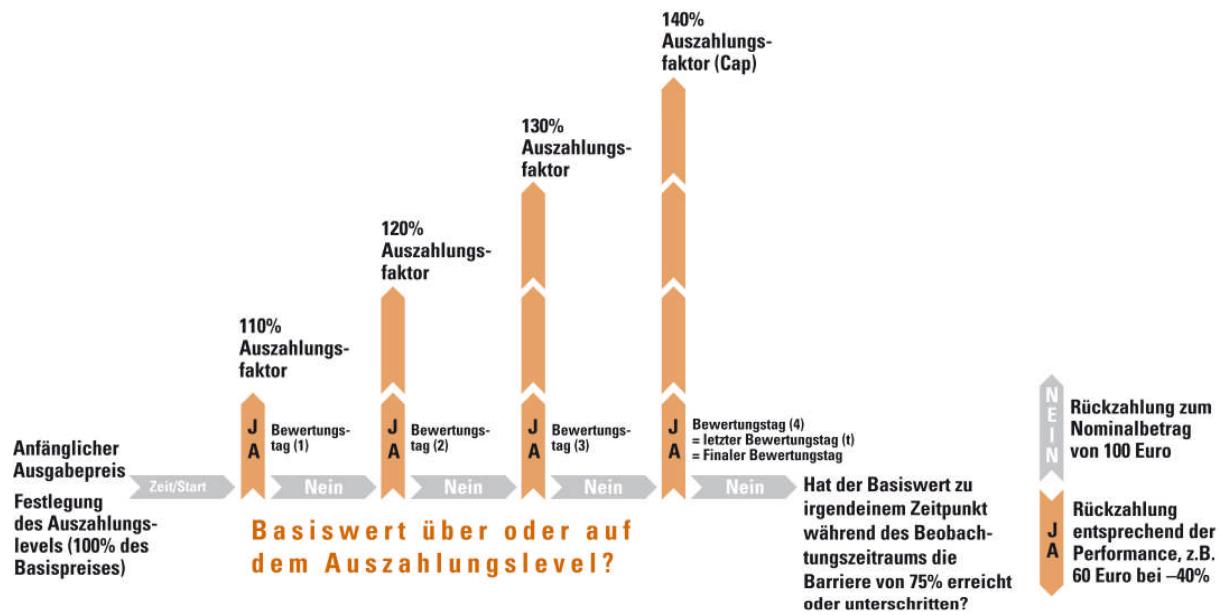 140%
Auszahlungs-
faktor (Cap)
130%
Auszahlungs-
faktor
120%
Auszahlungs-
faktor
110%
Auszahlungs-
faktor
Anfänglicher
Ausgabepreis
Festlegung
des Auszahlungs-
levels (100% des
Basispreises)
Zeit/Start
J
A
Bewertungs-
tag (1)
Nein
J
A
Bewertungs-
tag (2)
Nein
J
A
Bewertungs-
tag (3)
Nein
J
A
Bewertungstag (4)
= letzter Bewertungstag (t)
= Finaler Bewertungstag
Nein
Basiswert über oder auf
dem Auszahlungslevel?
Hat der Basiswert zu
irgendeinem Zeitpunkt
während des Beobach-
tungszeitraums die
Barriere von 75% erreicht
oder unterschritten?
N
E
I
N
Rückzahlung zum
Nominalbetrag
von 100 Euro
J
A
Rückzahlung
entsprechend der
Performance, z.B.
60 Euro bei –40%